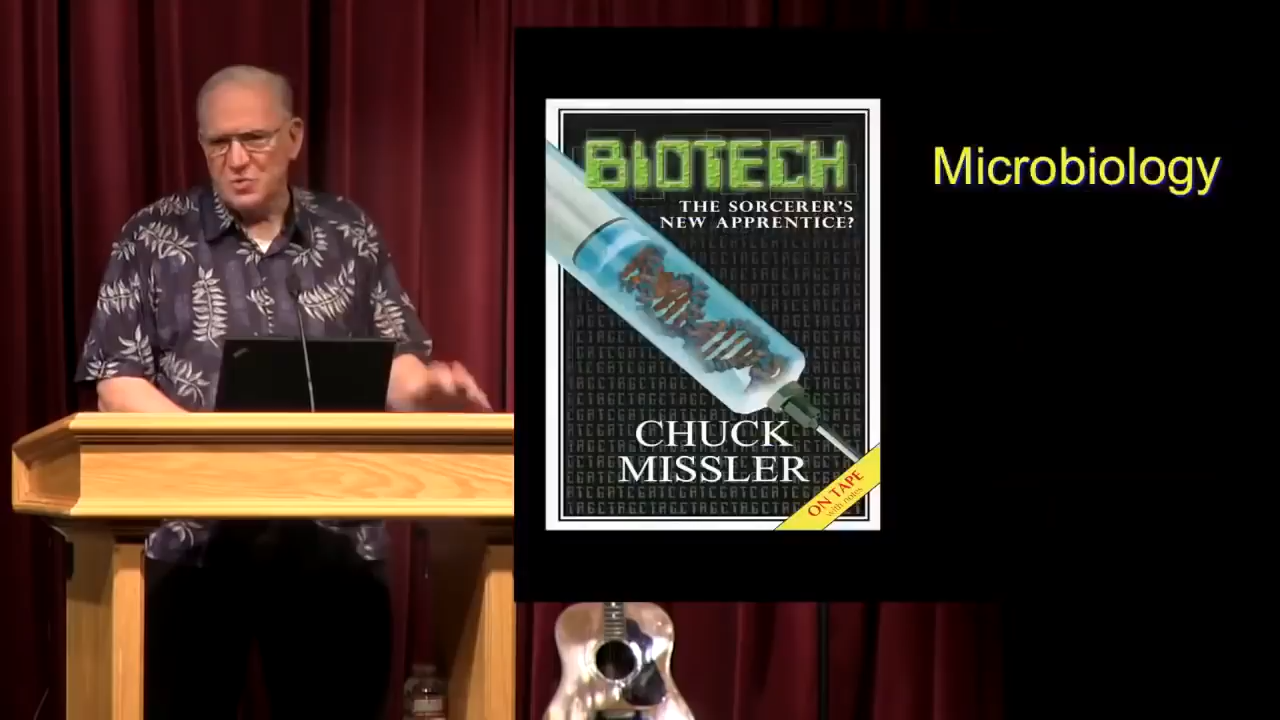 BIOTECH
THE SORCERER'S
NEW APPRENTICE?
CHUCK
MISSLER
ON TAPE
with notes
Microbiology